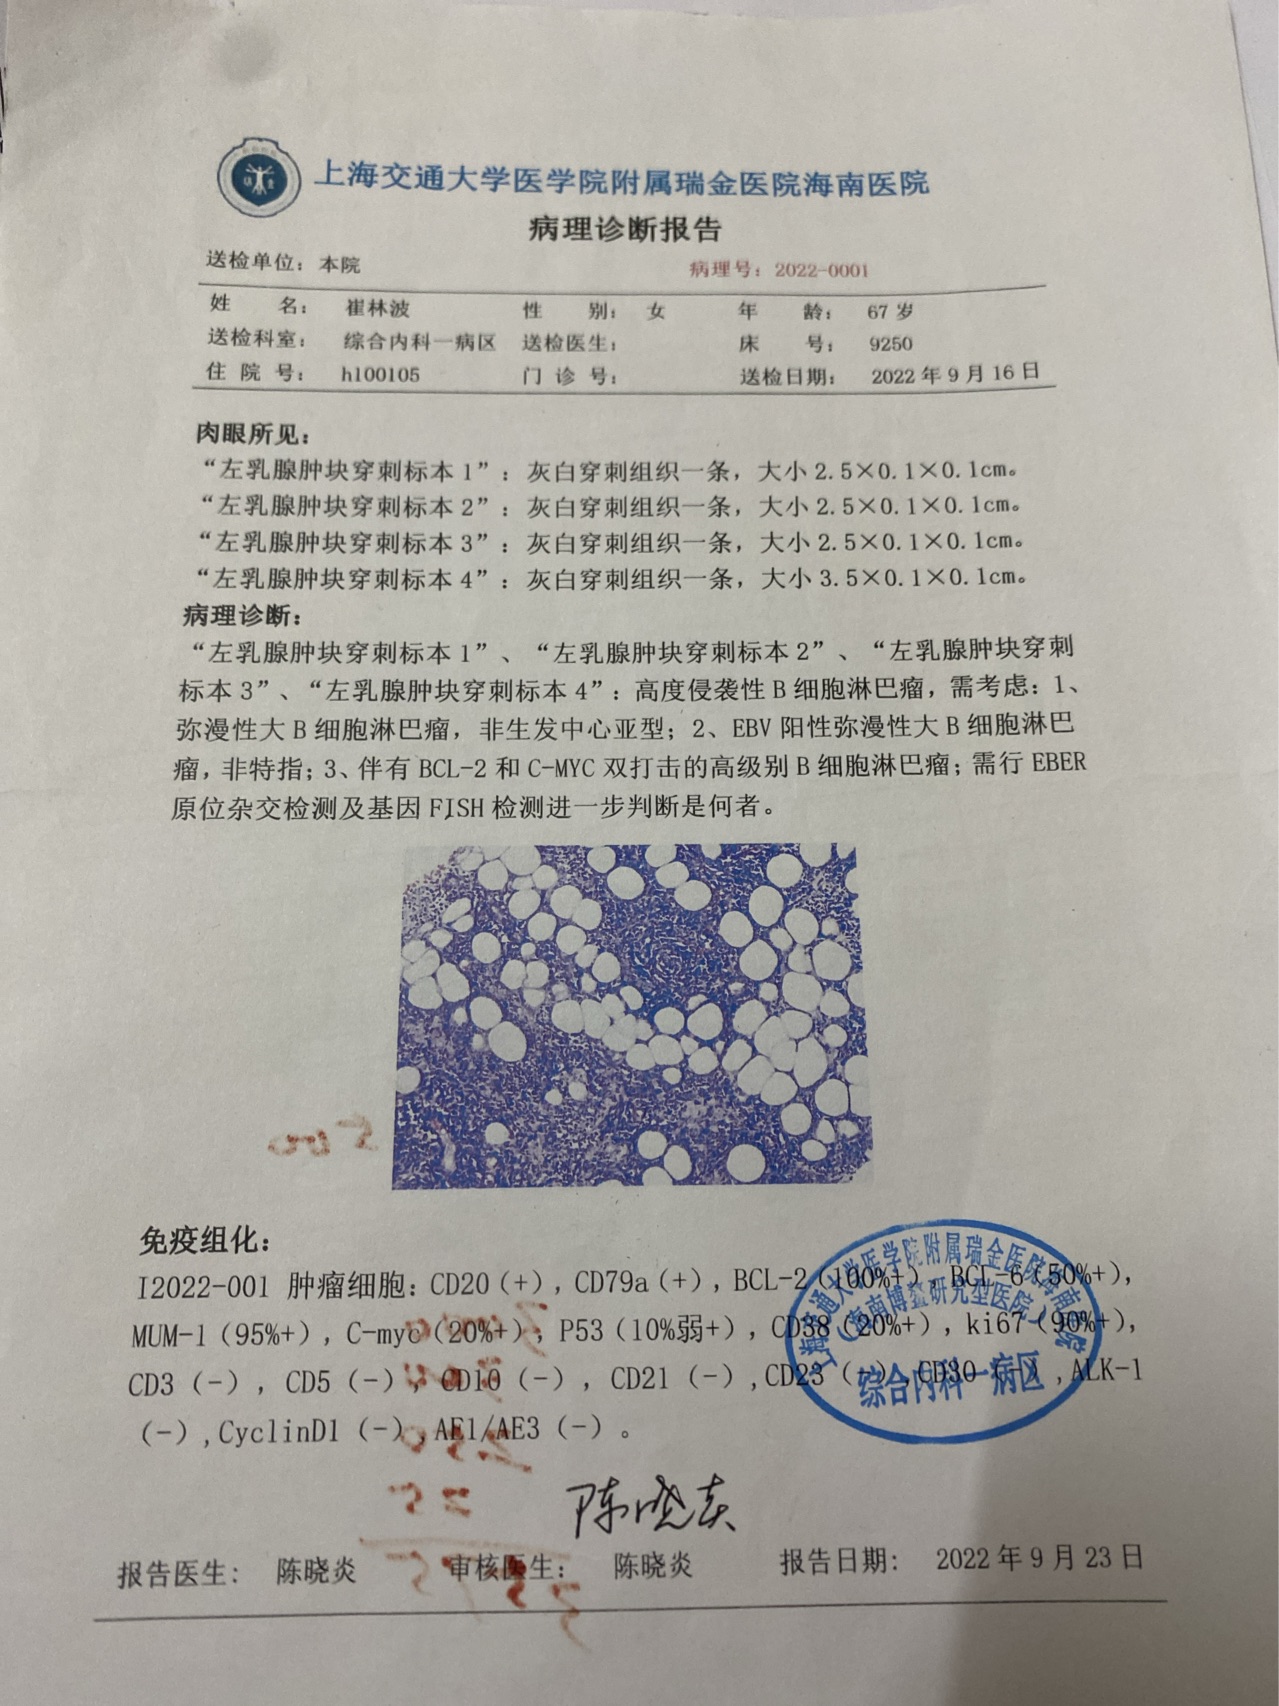 上海交通大学医学院附属瑞金医院海南医院
病理诊断报告
送检单位：本院 病理号：2022-0001
姓 名： 崔林波 性 别： 女 年 龄： 67 岁
送检科室： 综合内科一病区 送检医生： 床 号： 9250
住 院 号： h100105 门 诊 号： 送检日期： 2022 年 9 月 16 日
肉眼所见：
“左乳腺肿块穿刺标本 1”：灰白穿刺组织一条，大小 2.5×0.1×0.1cm。
“左乳腺肿块穿刺标本 2”：灰白穿刺组织一条，大小 2.5×0.1×0.1cm。
“左乳腺肿块穿刺标本 3”：灰白穿刺组织一条，大小 2.5×0.1×0.1cm。
“左乳腺肿块穿刺标本 4”：灰白穿刺组织一条，大小 3.5×0.1×0.1cm。
病理诊断：
“左乳腺肿块穿刺标本 1”、“左乳腺肿块穿刺标本 2”、“左乳腺肿块穿刺
标本 3”、“左乳腺肿块穿刺标本 4”：高度侵袭性 B 细胞淋巴瘤，需考虑：1、
弥漫性大 B 细胞淋巴瘤，非生发中心亚型；2、EBV 阳性弥漫性大 B 细胞淋巴
瘤，非特指；3、伴有 BCL-2 和 C-MYC 双打击的高级别 B 细胞淋巴瘤；需行 EBER
原位杂交检测及基因 FISH 检测进一步判断是何者。
500
免疫组化：
I2022-001 肿瘤细胞：CD20（+），CD79a（+），BCL-2（100%+），BCL-6（50%+），
MUM-1（95%+），C-myc（20%+），P53（10%弱+），CD38（20%+），ki67（90%+），
CD3（-），CD5（-），CD10（-），CD21（-），CD23（-），CD30（-），ALK-1
（-），CyclinD1（-），AE1/AE3（-）。
上海交通大学医学院附属瑞金医院海南医院
（海南博鳌研究型医院）
综合内科一病区
陈晓炎
报告医生： 陈晓炎 审核医生： 陈晓炎 报告日期： 2022 年 9 月 23 日